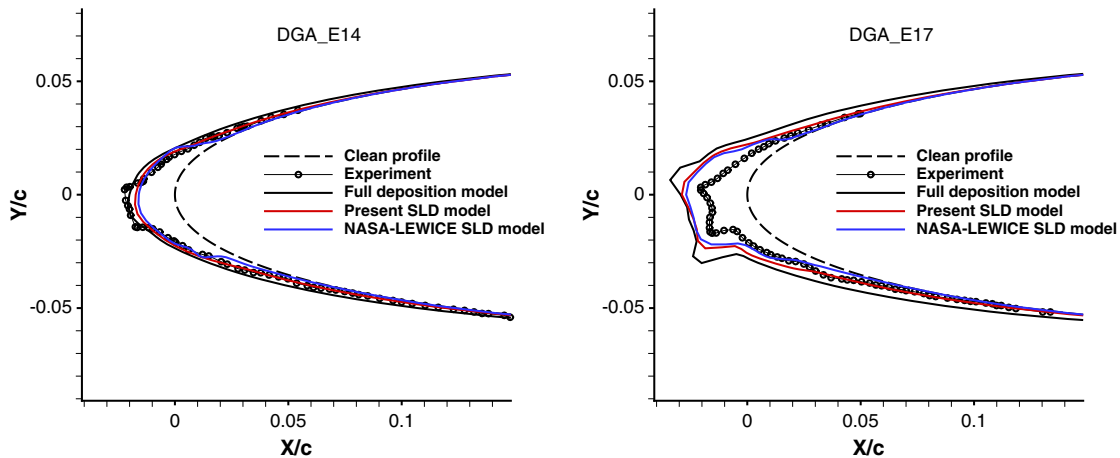 DGA_E14
Y/c
0.05
0
-0.05
Clean profile
Experiment
Full deposition model
Present SLD model
NASA-LEWICE SLD model
0
0.05
0.1
X/c
DGA_E17
Y/c
0.05
0
-0.05
Clean profile
Experiment
Full deposition model
Present SLD model
NASA-LEWICE SLD model
0
0.05
0.1
X/c